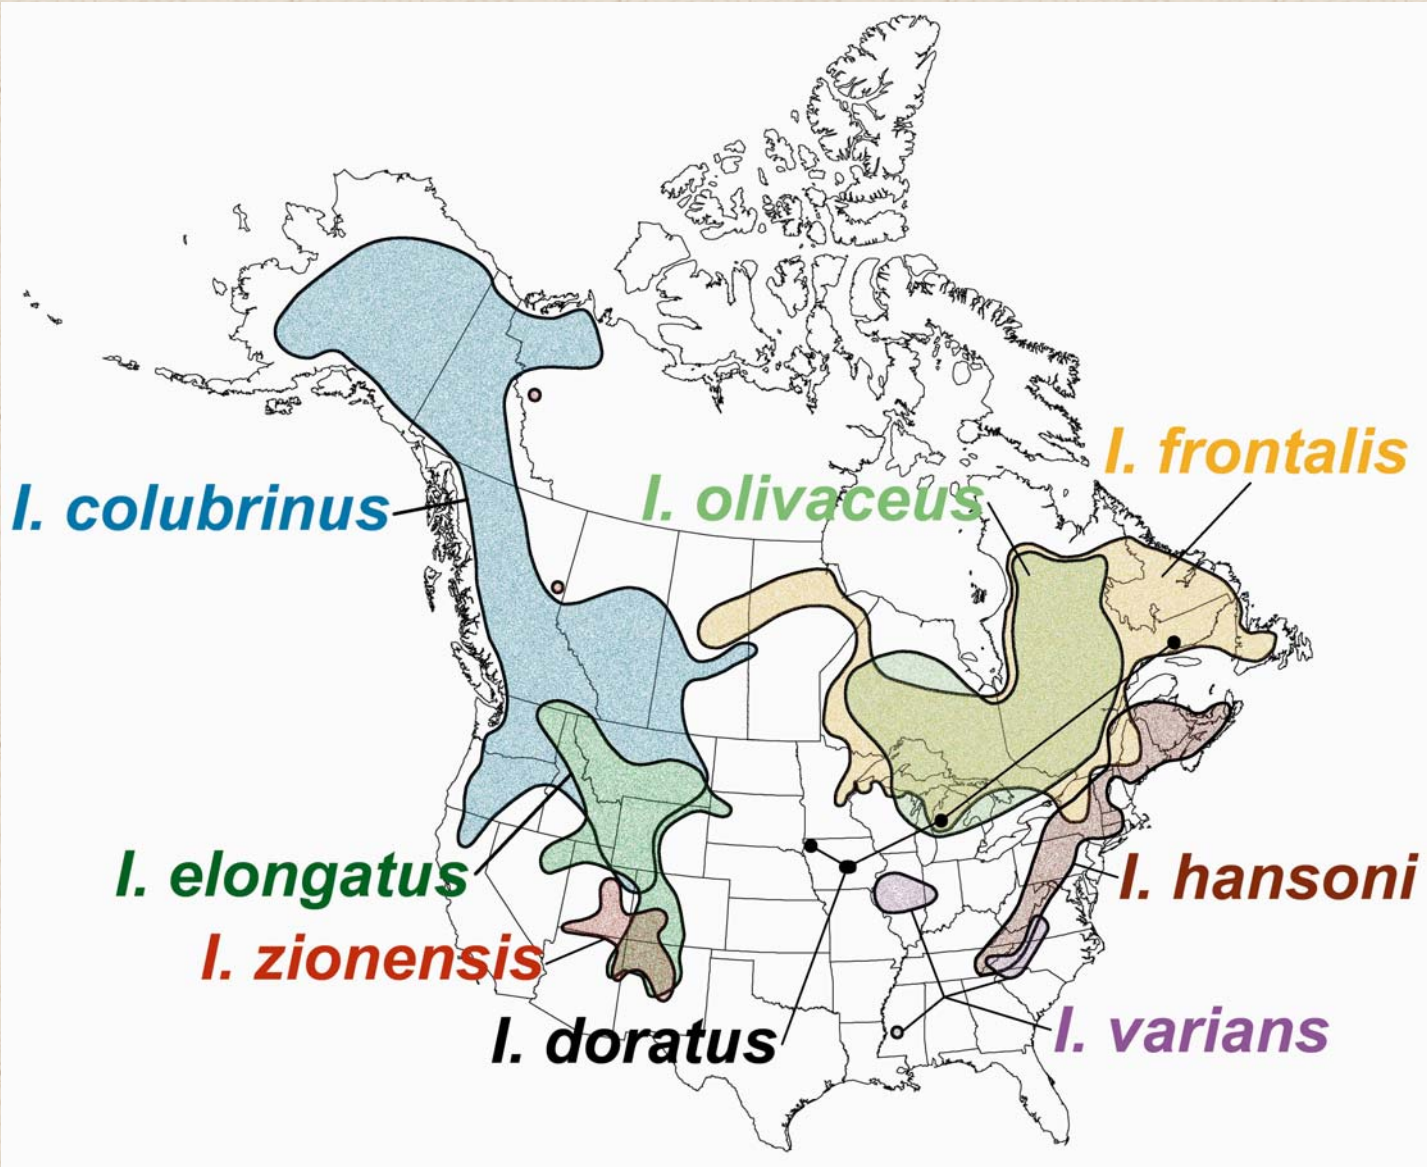 I. frontalis
I. olivaceus
I. colubrinus
I. elongatus
I. hansoni
I. zionensis
I. doratus
I. varians